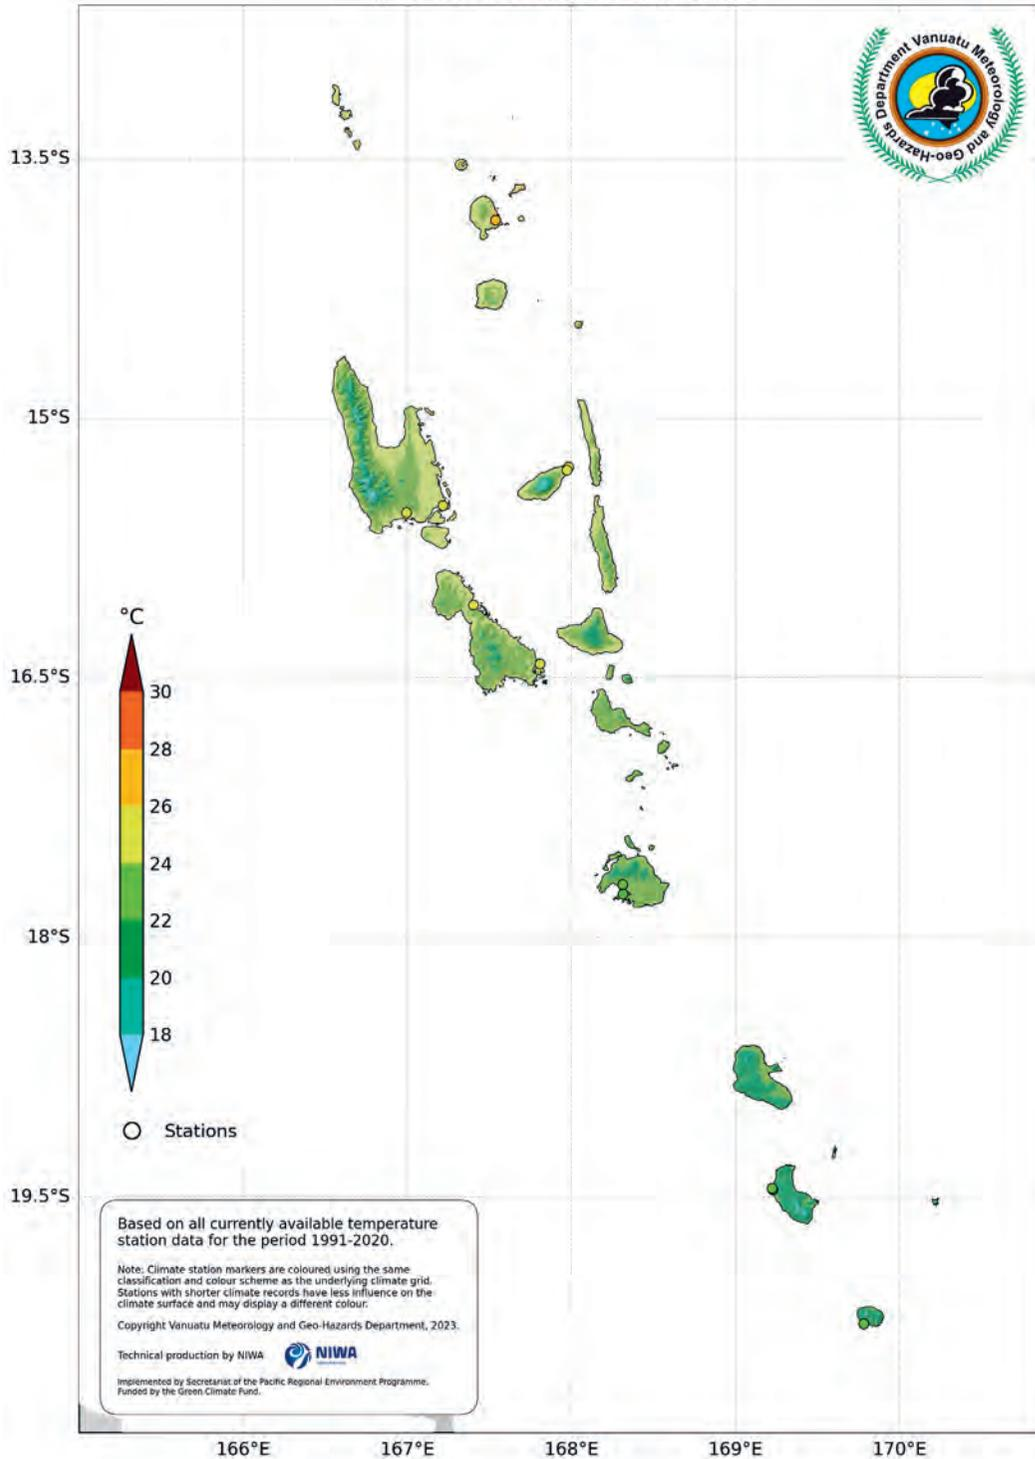 Department Vanuatu Meteorology and Geo-Hazards
13.5°S
15°S
°C
16.5°S
30
28
26
24
22
18°S
20
18
Stations
19.5°S
Based on all currently available temperature
station data for the period 1991-2020.
Note: Climate station markers are coloured using the same
classification and colour scheme as the underlying climate grid.
Stations with shorter climate records have less influence on the
climate surface and may display a different colour.
Copyright Vanuatu Meteorology and Geo-Hazards Department, 2023.
Technical production by NIWA
NIWA
Implemented by Secretariat of the Pacific Regional Environment Programme.
Funded by the Green Climate Fund.
166°E
167°E
168°E
169°E
170°E